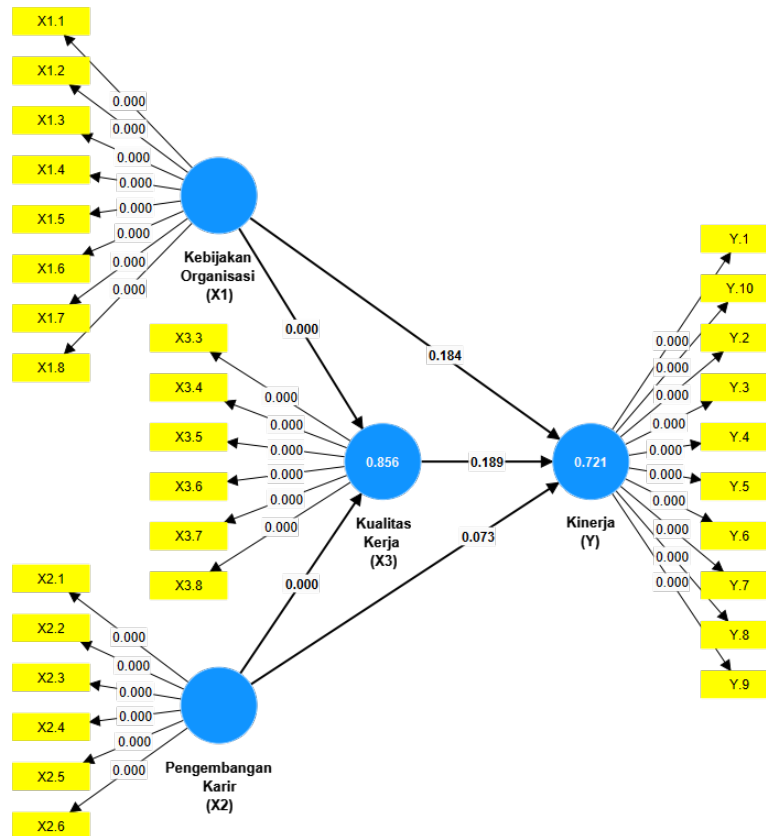 X1.1
X1.2
X1.3
X1.4
X1.5
X1.6
X1.7
X1.8
0.000
0.000
0.000
0.000
0.000
0.000
0.000
0.000
Kebijakan
Organisasi
(X1)
0.000
0.184
X3.3
X3.4
X3.5
X3.6
X3.7
X3.8
0.000
0.000
0.000
0.000
0.000
0.000
0.856
Kualitas
Kerja
(X3)
0.189
0.721
Kinerja
(Y)
0.000
0.073
X2.1
X2.2
X2.3
X2.4
X2.5
X2.6
0.000
0.000
0.000
0.000
0.000
0.000
Pengembangan
Karir
(X2)
Y.1
Y.10
Y.2
Y.3
Y.4
Y.5
Y.6
Y.7
Y.8
Y.9
0.000
0.000
0.000
0.000
0.000
0.000
0.000
0.000
0.000
0.000